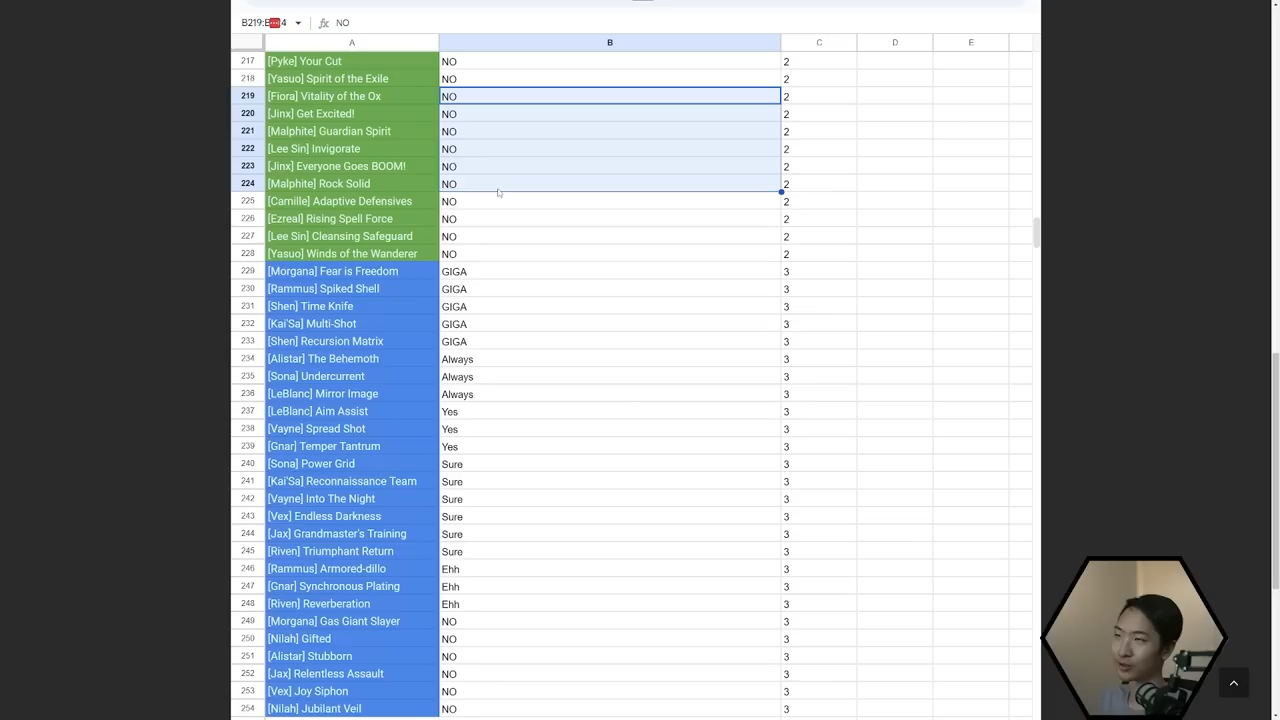 B219:B 4 fx NO
A B C D E
217 [Pyke] Your Cut NO 2
218 [Yasuo] Spirit of the Exile NO 2
219 [Fiora] Vitality of the Ox NO 2
220 [Jinx] Get Excited! NO 2
221 [Malphite] Guardian Spirit NO 2
222 [Lee Sin] Invigorate NO 2
223 [Jinx] Everyone Goes BOOM! NO 2
224 [Malphite] Rock Solid NO 2
225 [Camille] Adaptive Defensives NO 2
226 [Ezreal] Rising Spell Force NO 2
227 [Lee Sin] Cleansing Safeguard NO 2
228 [Yasuo] Winds of the Wanderer NO 2
229 [Morgana] Fear is Freedom GIGA 3
230 [Rammus] Spiked Shell GIGA 3
231 [Shen] Time Knife GIGA 3
232 [Kai'Sa] Multi-Shot GIGA 3
233 [Shen] Recursion Matrix GIGA 3
234 [Alistar] The Behemoth Always 3
235 [Sona] Undercurrent Always 3
236 [LeBlanc] Mirror Image Always 3
237 [LeBlanc] Aim Assist Yes 3
238 [Vayne] Spread Shot Yes 3
239 [Gnar] Temper Tantrum Yes 3
240 [Sona] Power Grid Sure 3
241 [Kai'Sa] Reconnaissance Team Sure 3
242 [Vayne] Into The Night Sure 3
243 [Vex] Endless Darkness Sure 3
244 [Jax] Grandmaster's Training Sure 3
245 [Riven] Triumphant Return Sure 3
246 [Rammus] Armored-dillo Ehh 3
247 [Gnar] Synchronous Plating Ehh 3
248 [Riven] Reverberation Ehh 3
249 [Morgana] Gas Giant Slayer NO 3
250 [Nilah] Gifted NO 3
251 [Alistar] Stubborn NO 3
252 [Jax] Relentless Assault NO 3
253 [Vex] Joy Siphon NO 3
254 [Nilah] Jubilant Veil NO 3